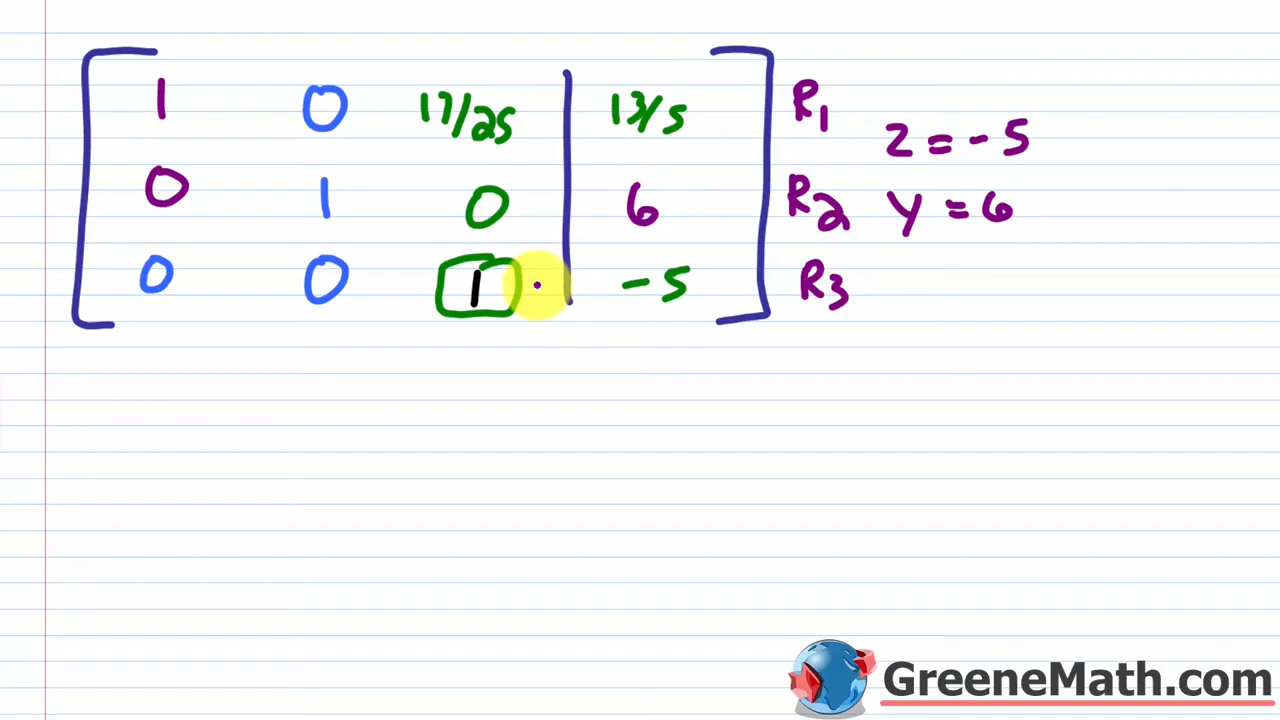 1 0 17/25 | 13/5 R1
z = -5
0 1 0 | 6 R2 y = 6
0 0 1 | -5 R3
GreeneMath.com